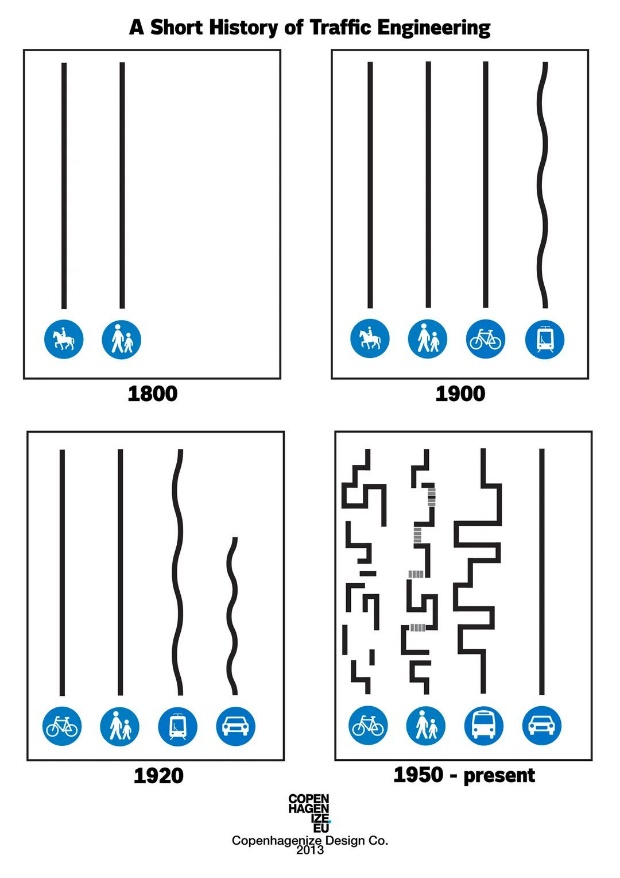 A Short History of Traffic Engineering
1800
1900
1920
1950 - present
COPEN
HAGEN
IZE.
EU
Copenhagenize Design Co.
2013